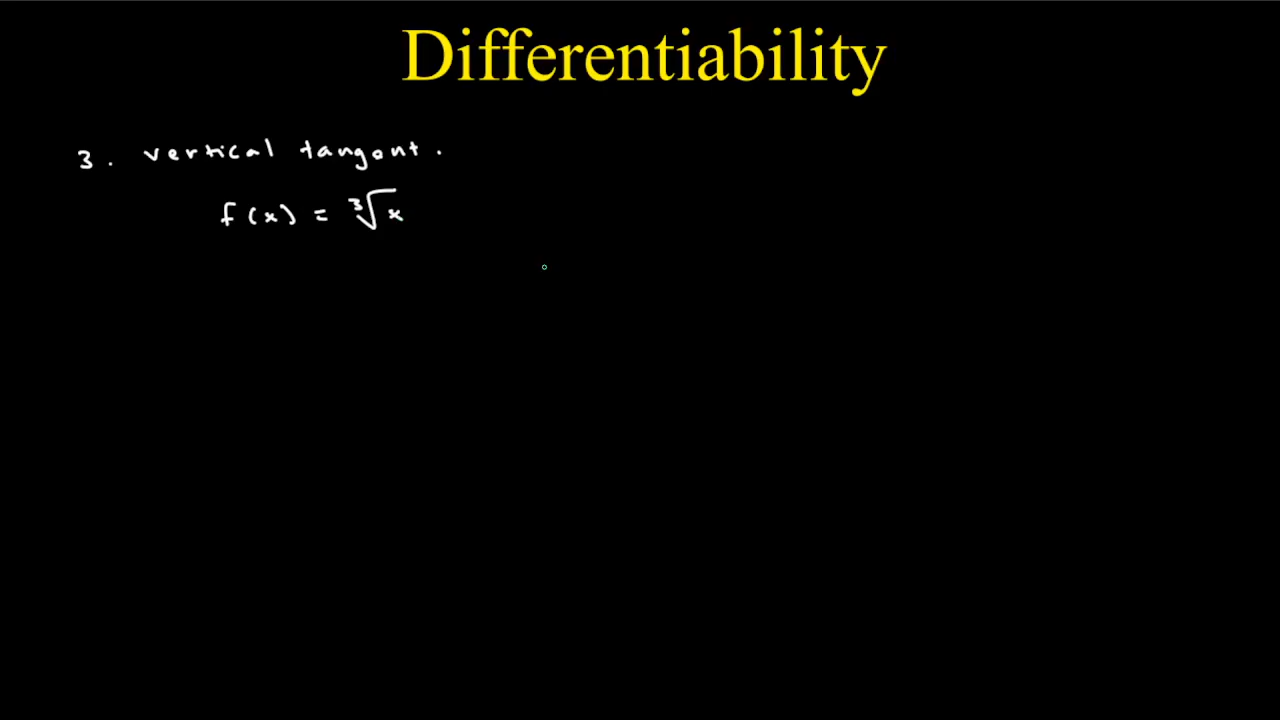 Differentiability
3. vertical tangent.
f(x) = ∛x